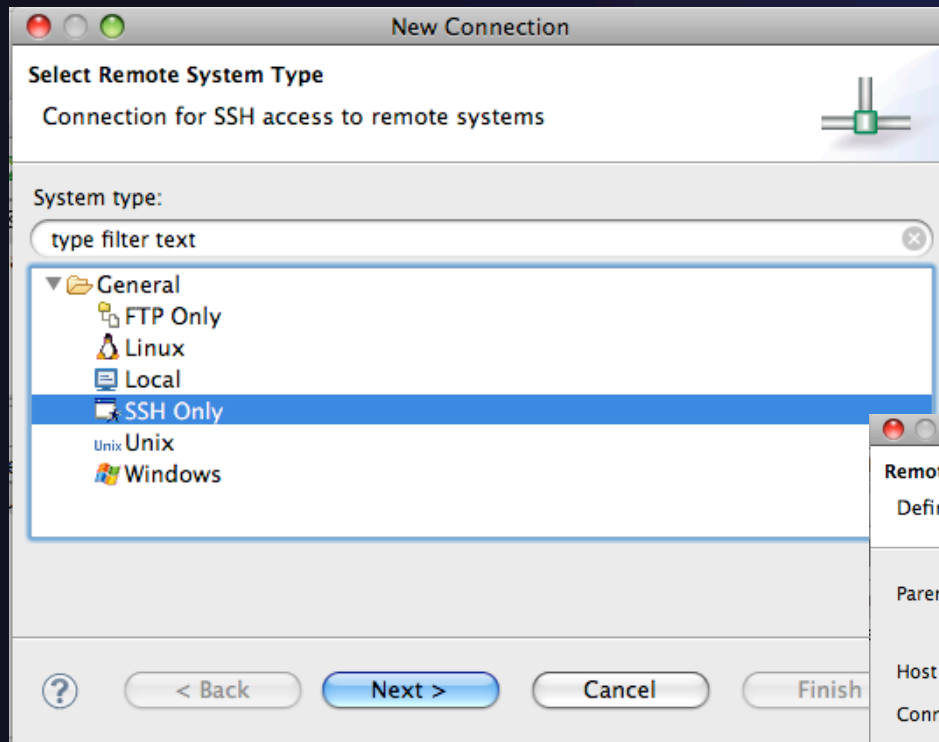 New Connection
Select Remote System Type
Connection for SSH access to remote systems
System type:
type filter text
General
FTP Only
Linux
Local
SSH Only
Unix Unix
Windows
? < Back Next > Cancel Finish
Host